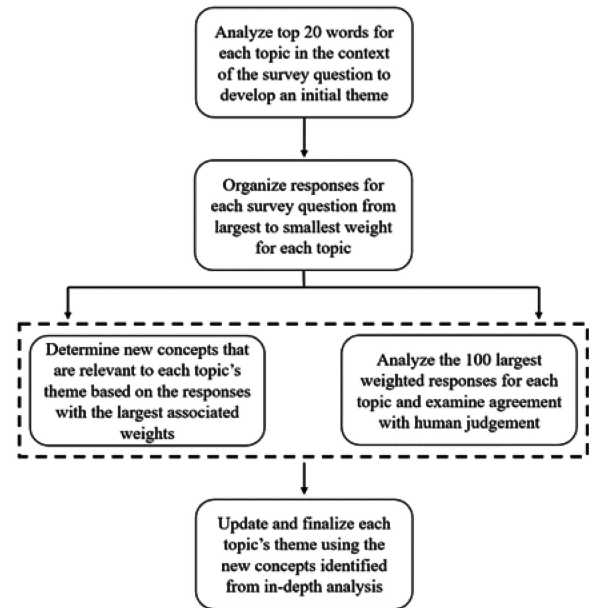 Analyze top 20 words for
each topic in the context
of the survey question to
develop an initial theme
Organize responses for
each survey question from
largest to smallest weight
for each topic
Determine new concepts that
are relevant to each topic's
theme based on the responses
with the largest associated
weights
Analyze the 100 largest
weighted responses for each
topic and examine agreement
with human judgement
Update and finalize each
topic's theme using the
new concepts identified
from in-depth analysis